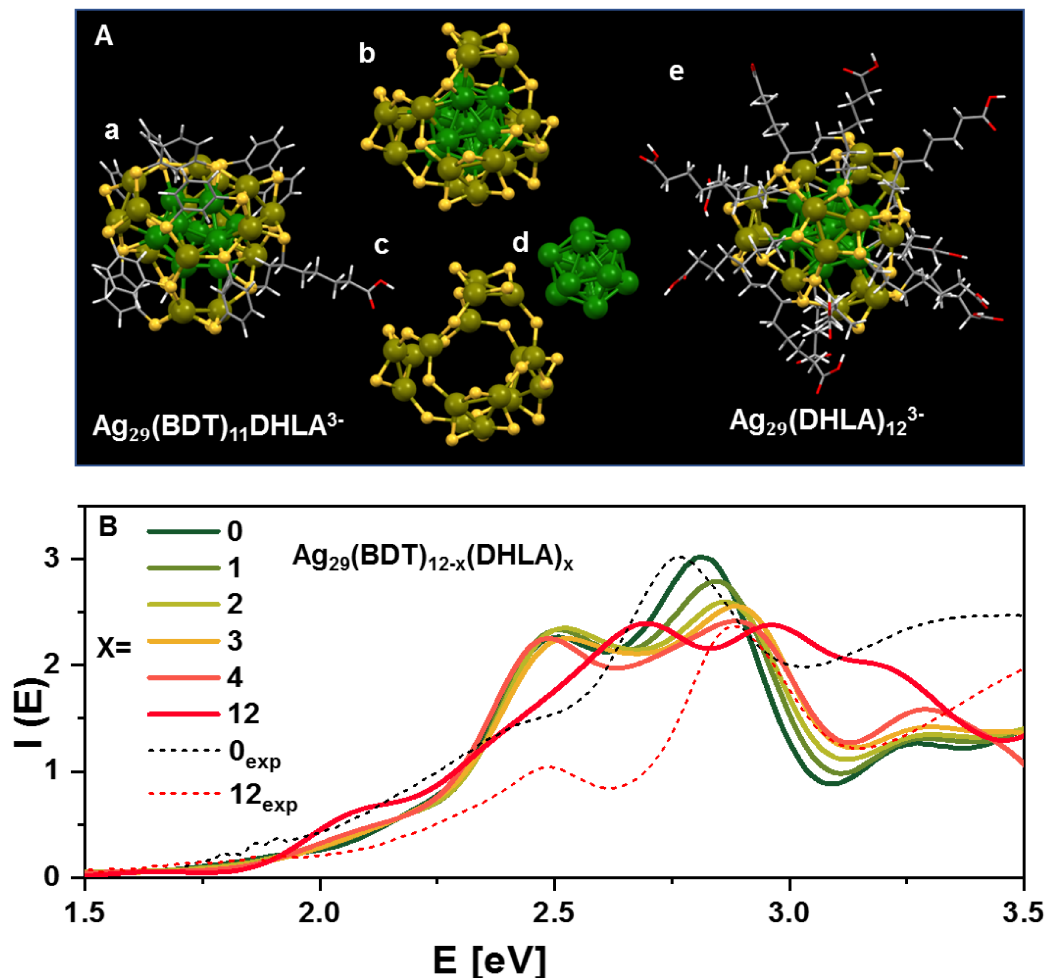 A
b
e
a
c
d
Ag₂₉(BDT)₁₁DHLA³⁻
Ag₂₉(DHLA)₁₂³⁻
B
Ag₂₉(BDT)₁₂₋ₓ(DHLA)ₓ
X=
0
1
2
3
4
12
0exp
12exp
I (E)
3
2
1
0
1.5
2.0
2.5
3.0
3.5
E [eV]